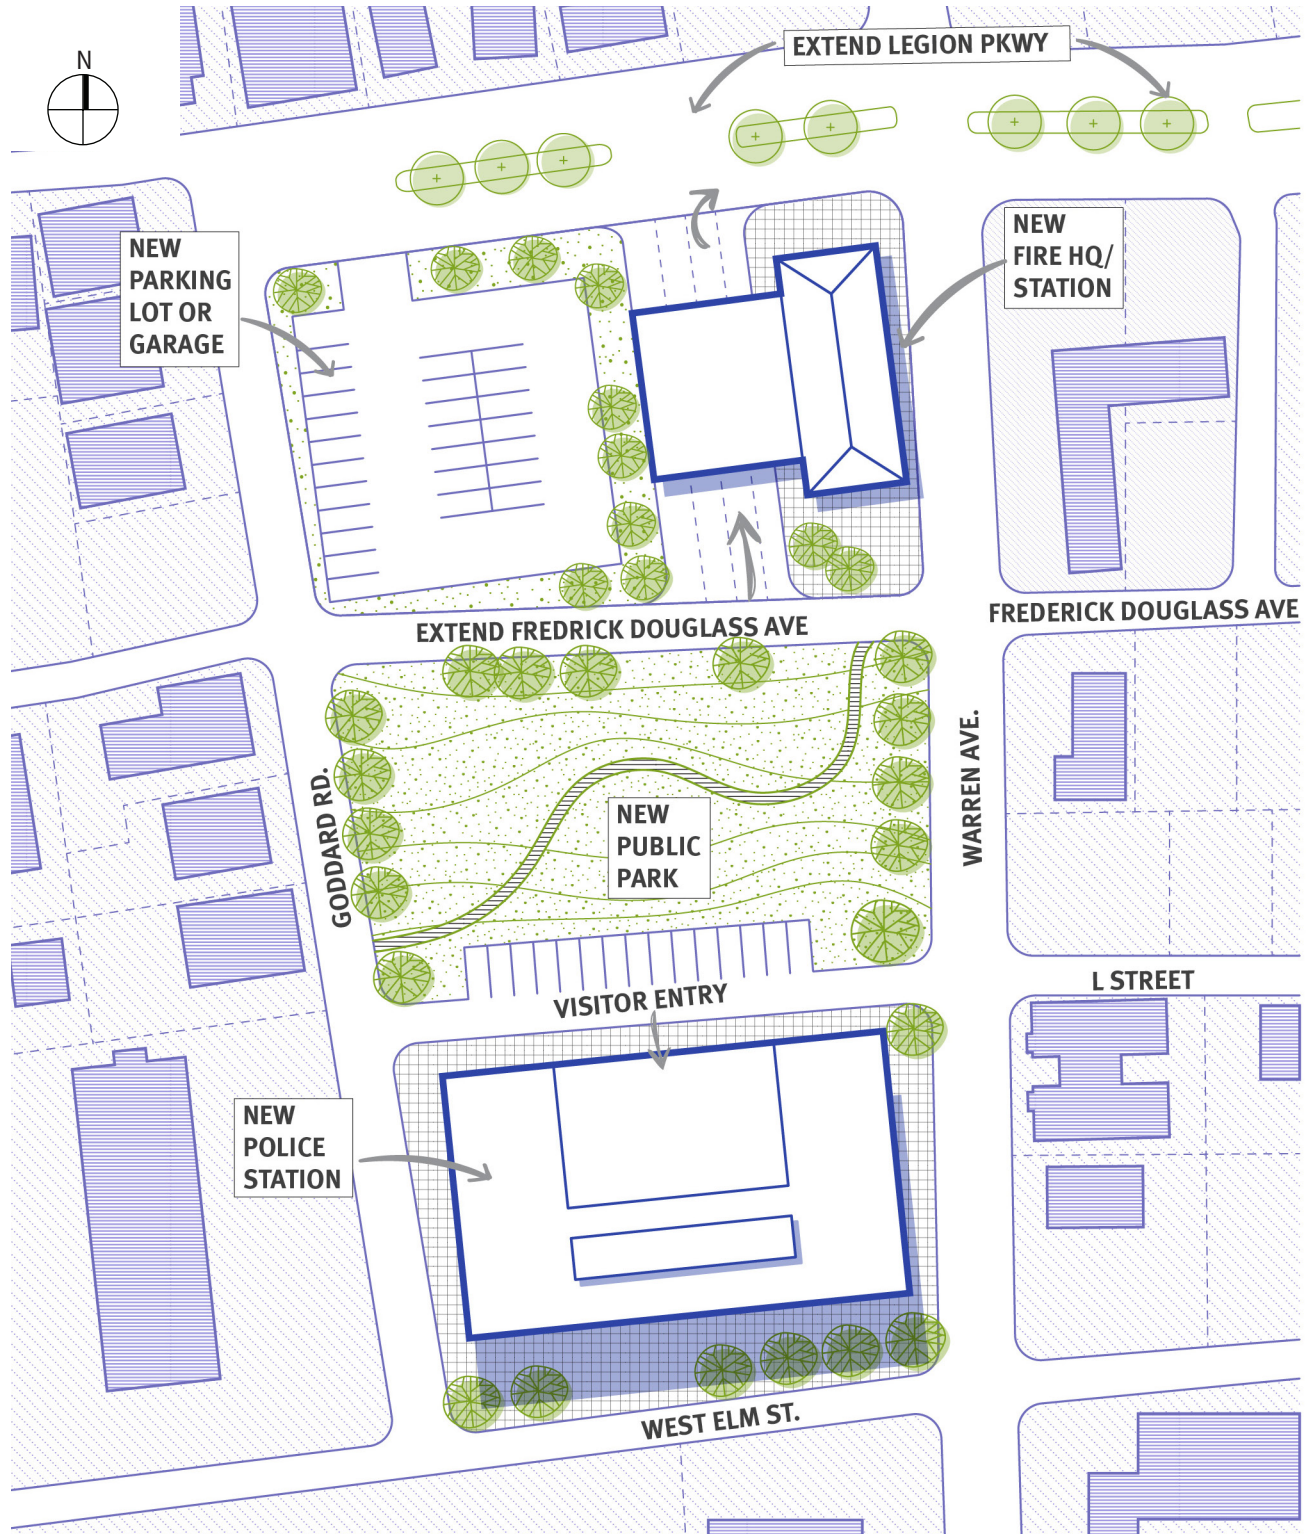 N
EXTEND LEGION PKWY
NEW
PARKING
LOT OR
GARAGE
NEW
FIRE HQ/
STATION
EXTEND FREDRICK DOUGLASS AVE
FREDERICK DOUGLASS AVE
GODDARD RD.
WARREN AVE.
NEW
PUBLIC
PARK
L STREET
VISITOR ENTRY
NEW
POLICE
STATION
WEST ELM ST.